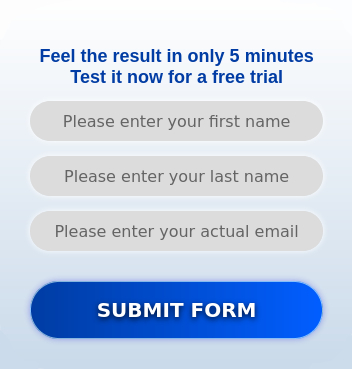 Feel the result in only 5 minutes
Test it now for a free trial
Please enter your first name
Please enter your last name
Please enter your actual email
SUBMIT FORM